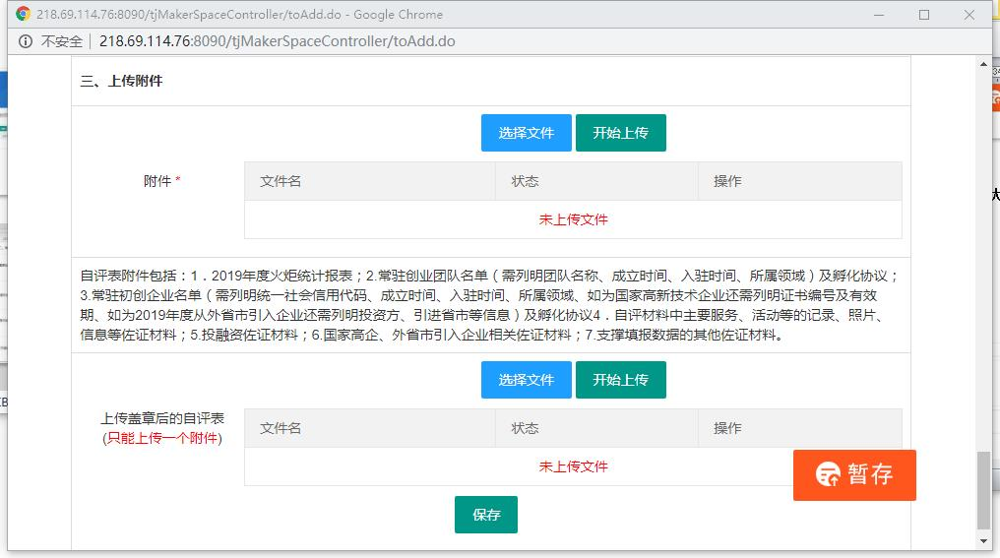 218.69.114.76:8090/tjMakerSpaceController/toAdd.do - Google Chrome
不安全 | 218.69.114.76:8090/tjMakerSpaceController/toAdd.do
三、上传附件
选择文件 开始上传
附件 *
文件名 状态 操作
未上传文件
自评表附件包括：1．2019年度火炬统计报表；2.常驻创业团队名单（需列明团队名称、成立时间、入驻时间、所属领域）及孵化协议；
3.常驻初创企业名单（需列明统一社会信用代码、成立时间、入驻时间、所属领域、如为国家高新技术企业还需列明证书编号及有效
期、如为2019年度从外省市引入企业还需列明投资方、引进省市等信息）及孵化协议4．自评材料中主要服务、活动等的记录、照片、
信息等佐证材料；5.投融资佐证材料；6.国家高企、外省市引入企业相关佐证材料；7.支撑填报数据的其他佐证材料。
选择文件 开始上传
上传盖章后的自评表
(只能上传一个附件)
文件名 状态 操作
未上传文件
暂存
保存